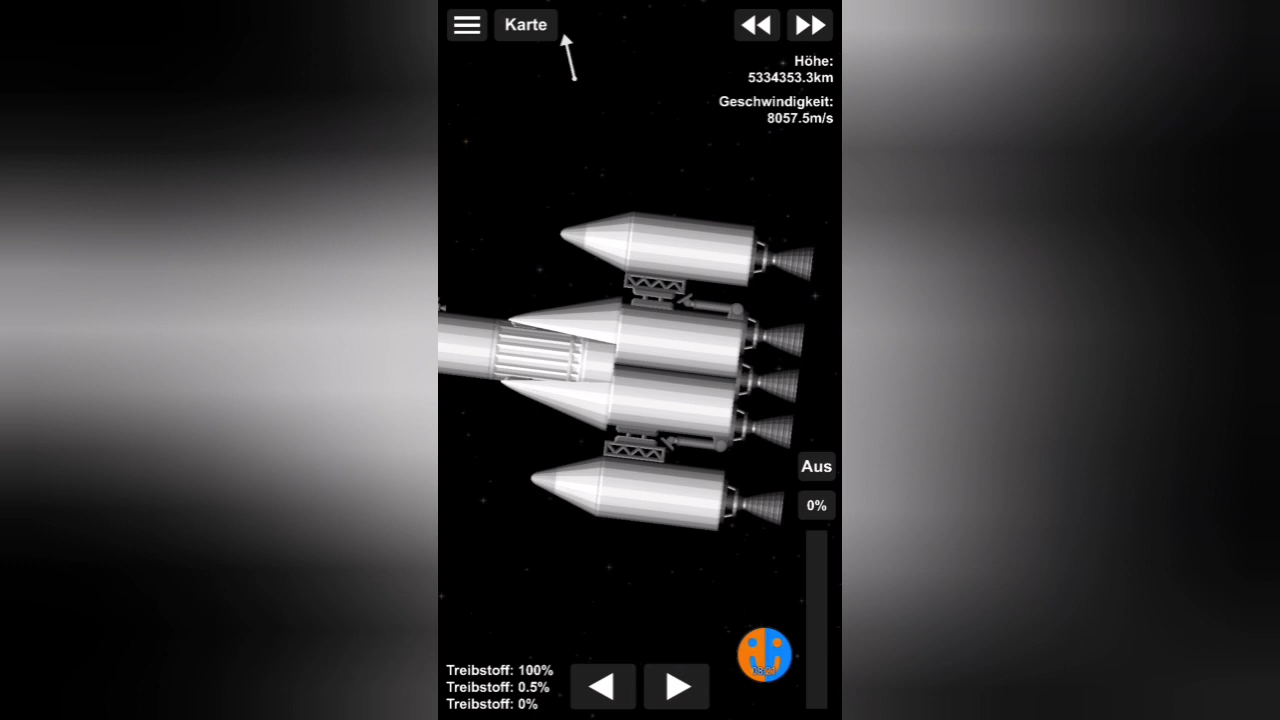 Karte
Höhe:
5334353.3km
Geschwindigkeit:
8057.5m/s
Aus
0%
Treibstoff: 100%
Treibstoff: 0.5%
Treibstoff: 0%